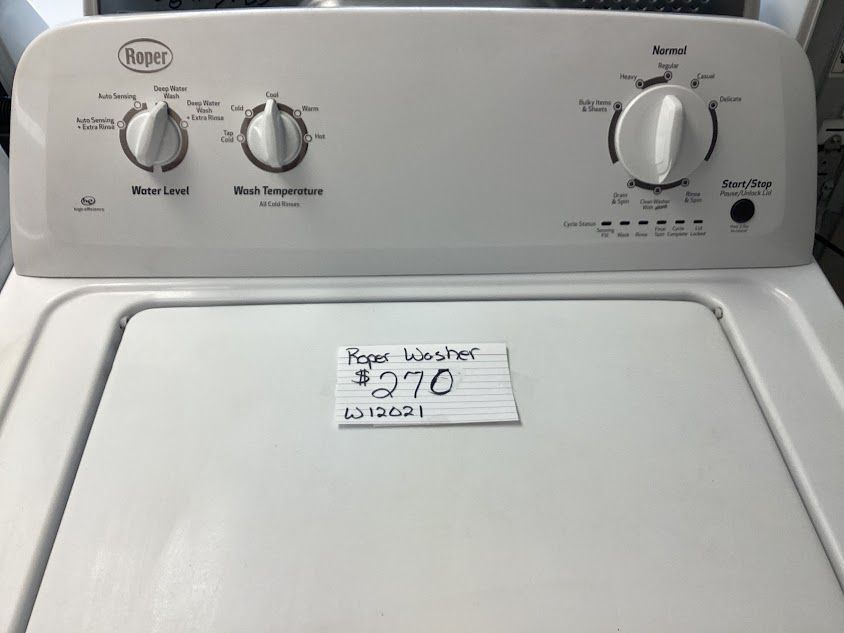 Roper
Auto Sensing
Deep Water
Wash
Deep Water
Wash
+ Extra Rinse
Auto Sensing
+ Extra Rinse
Water Level
high efficiency
Cool
Cold
Warm
Tap
Cold
Hot
Wash Temperature
All Cold Rinses
Normal
Regular
Heavy
Casual
Bulky Items
& Sheets
Delicate
Drain
& Spin
Clean Washer
With
Rinse
& Spin
Cycle Status
Sensing
Fill
Wash
Rinse
Final
Spin
Cycle
Complete
Lid
Locked
Start/Stop
Pause/Unlock Lid
Roper Washer
$270
W12021